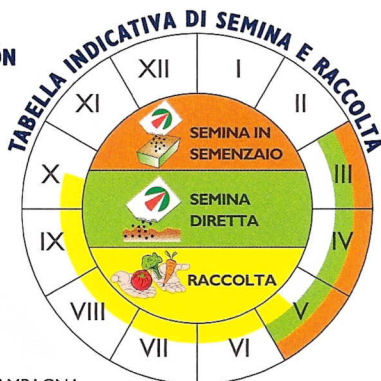 ON
TABELLA INDICATIVA DI SEMINA E RACCOLTA
XII
I
XI
II
SEMINA IN
SEMENZAIO
X
III
SEMINA
DIRETTA
IX
IV
RACCOLTA
VIII
V
VII
VI